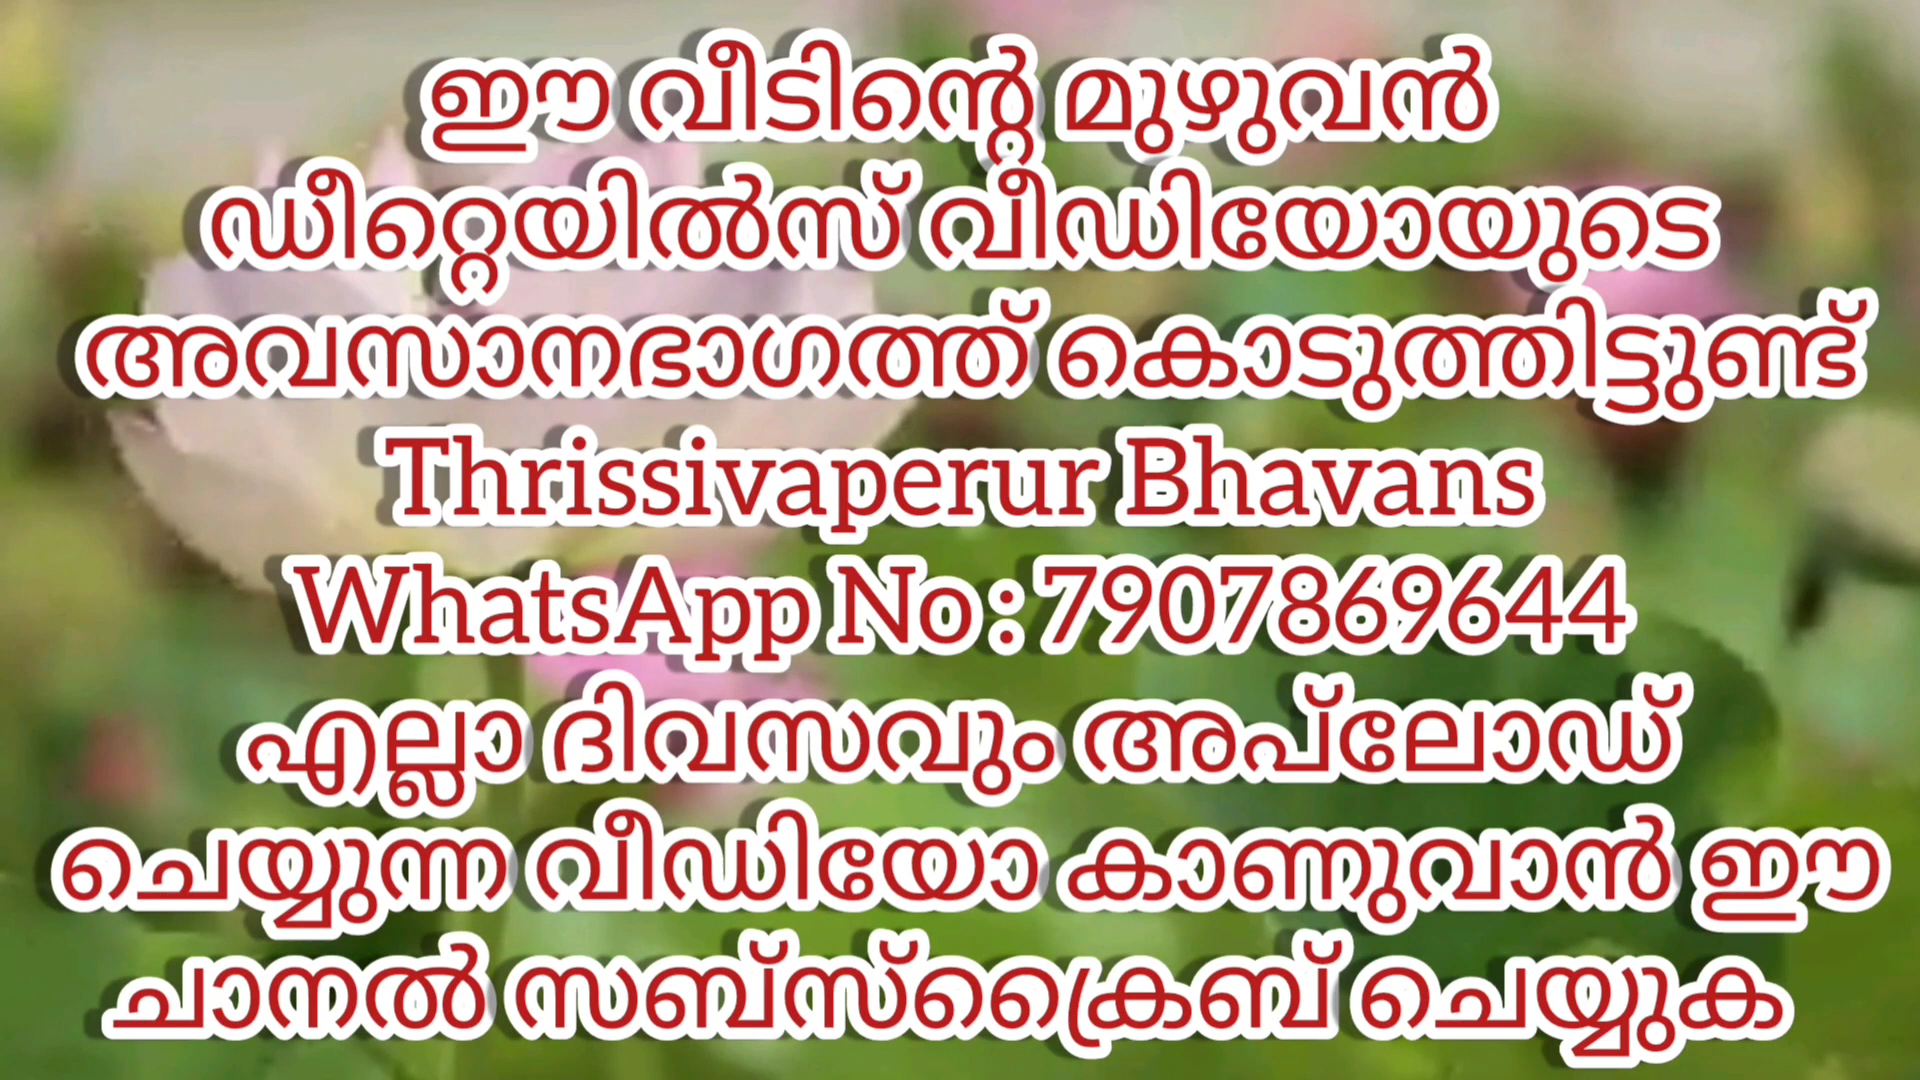 ഈ വീടിന്റെ മുഴുവൻ
ഡീറ്റെയിൽസ് വീഡിയോയുടെ
അവസാനഭാഗത്ത് കൊടുത്തിട്ടുണ്ട്
Thrissivaperur Bhavans
WhatsApp No:7907869644
എല്ലാ ദിവസവും അപ്‌ലോഡ്
ചെയ്യുന്ന വീഡിയോ കാണുവാൻ ഈ
ചാനൽ സബ്സ്ക്രൈബ് ചെയ്യുക